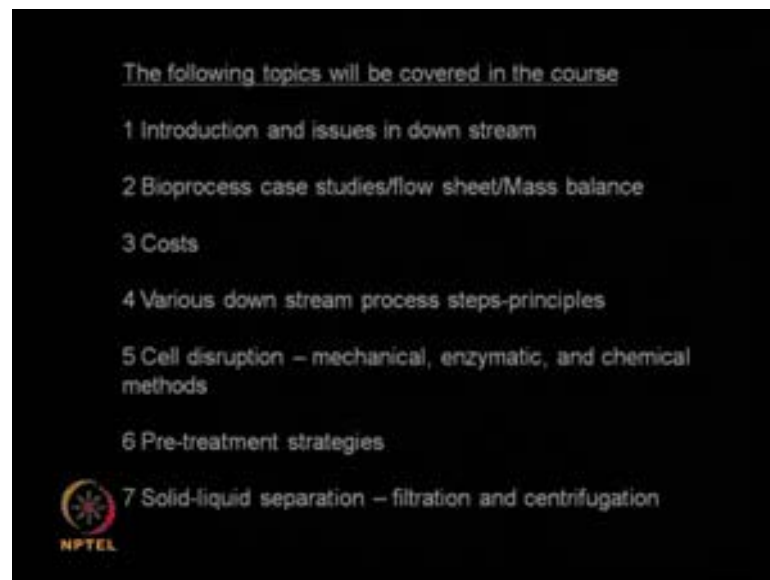 The following topics will be covered in the course
1 Introduction and issues in down stream
2 Bioprocess case studies/flow sheet/Mass balance
3 Costs
4 Various down stream process steps-principles
5 Cell disruption – mechanical, enzymatic, and chemical
methods
6 Pre-treatment strategies
7 Solid-liquid separation – filtration and centrifugation
NPTEL